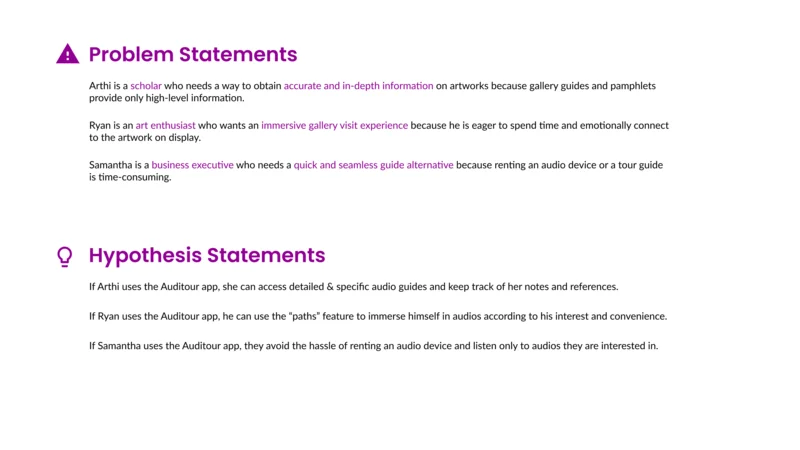 Problem Statements
Arthi is a scholar who needs a way to obtain accurate and in-depth information on artworks because gallery guides and pamphlets
provide only high-level information.
Ryan is an art enthusiast who wants an immersive gallery visit experience because he is eager to spend time and emotionally connect
to the artwork on display.
Samantha is a business executive who needs a quick and seamless guide alternative because renting an audio device or a tour guide
is time-consuming.
Hypothesis Statements
If Arthi uses the Auditour app, she can access detailed & specific audio guides and keep track of her notes and references.
If Ryan uses the Auditour app, he can use the “paths” feature to immerse himself in audios according to his interest and convenience.
If Samantha uses the Auditour app, they avoid the hassle of renting an audio device and listen only to audios they are interested in.